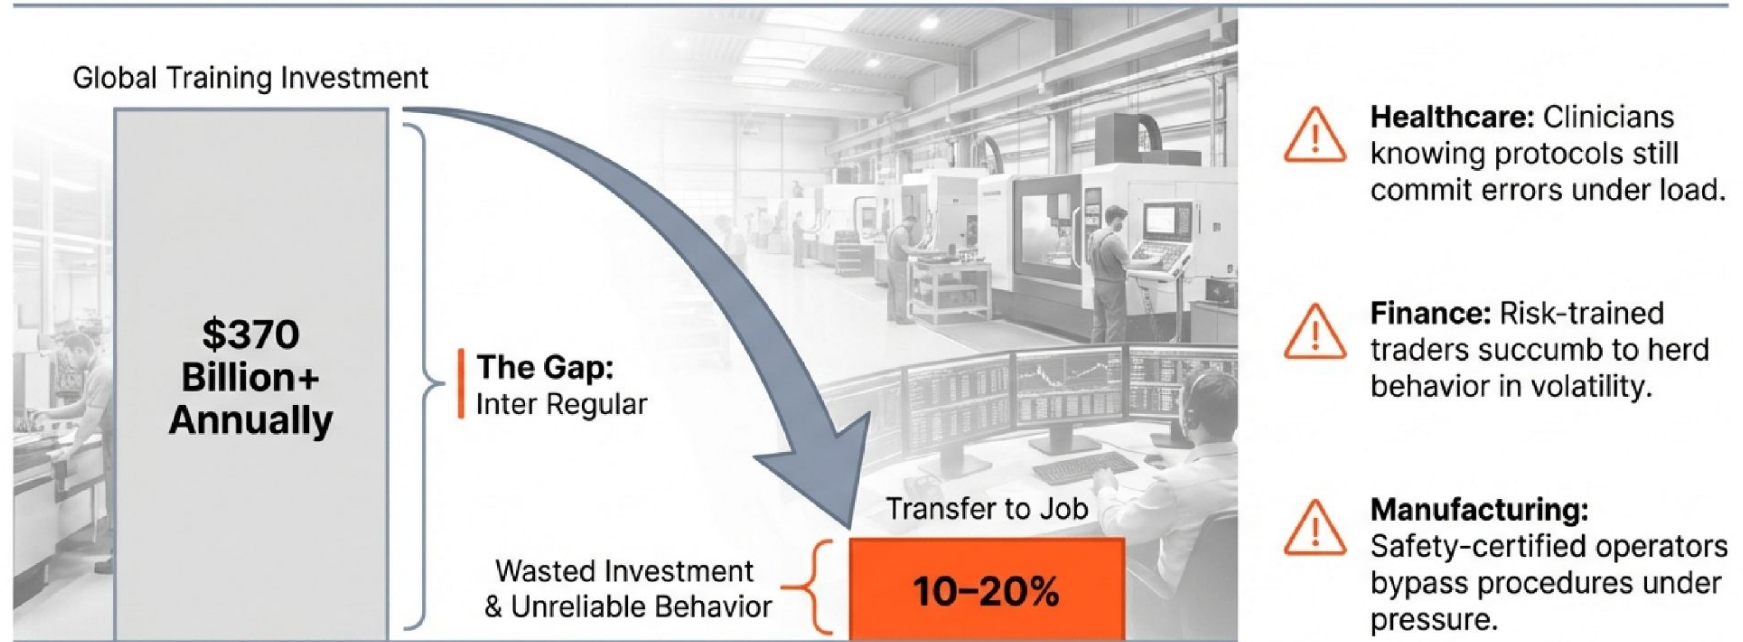 Global Training Investment
$370
Billion+
Annually
The Gap:
Inter Regular
Transfer to Job
Wasted Investment
& Unreliable Behavior
10–20%
Healthcare: Clinicians
knowing protocols still
commit errors under load.
Finance: Risk-trained
traders succumb to herd
behavior in volatility.
Manufacturing:
Safety-certified operators
bypass procedures under
pressure.